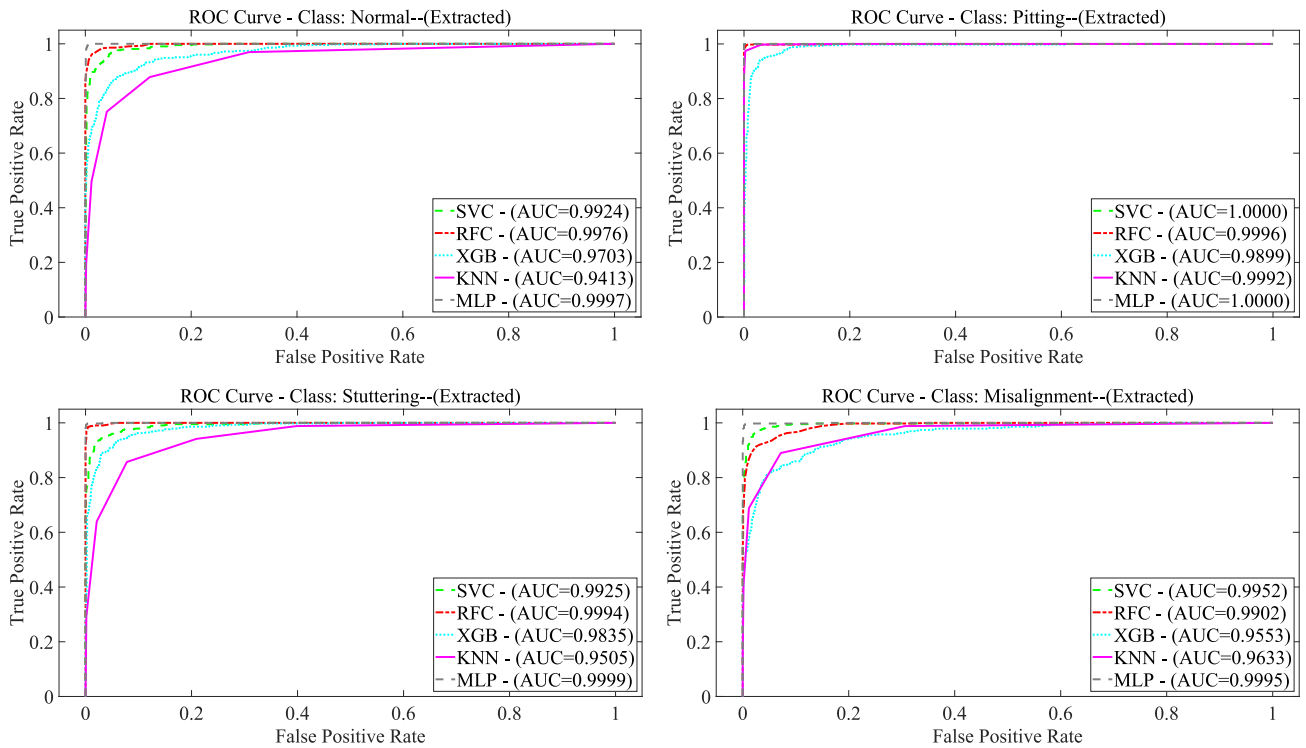 ROC Curve - Class: Normal--(Extracted)
True Positive Rate
1
0.8
0.6
0.4
0.2
0
SVC - (AUC=0.9924)
RFC - (AUC=0.9976)
XGB - (AUC=0.9703)
KNN - (AUC=0.9413)
MLP - (AUC=0.9997)
0 0.2 0.4 0.6 0.8 1
False Positive Rate
ROC Curve - Class: Pitting--(Extracted)
True Positive Rate
1
0.8
0.6
0.4
0.2
0
SVC - (AUC=1.0000)
RFC - (AUC=0.9996)
XGB - (AUC=0.9899)
KNN - (AUC=0.9992)
MLP - (AUC=1.0000)
0 0.2 0.4 0.6 0.8 1
False Positive Rate
ROC Curve - Class: Stuttering--(Extracted)
True Positive Rate
1
0.8
0.6
0.4
0.2
0
SVC - (AUC=0.9925)
RFC - (AUC=0.9994)
XGB - (AUC=0.9835)
KNN - (AUC=0.9505)
MLP - (AUC=0.9999)
0 0.2 0.4 0.6 0.8 1
False Positive Rate
ROC Curve - Class: Misalignment--(Extracted)
True Positive Rate
1
0.8
0.6
0.4
0.2
0
SVC - (AUC=0.9952)
RFC - (AUC=0.9902)
XGB - (AUC=0.9553)
KNN - (AUC=0.9633)
MLP - (AUC=0.9995)
0 0.2 0.4 0.6 0.8 1
False Positive Rate